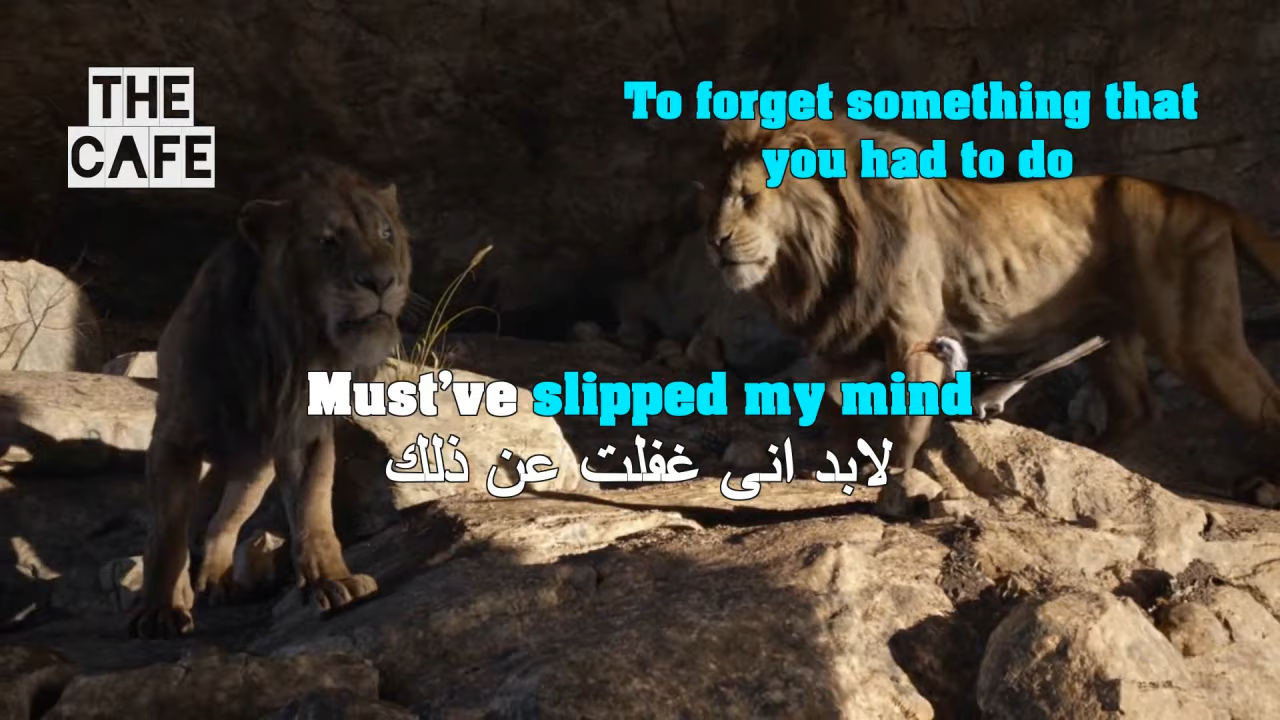 THE
CAFE
To forget something that
you had to do
Must've slipped my mind
لابد انى غفلت عن ذلك